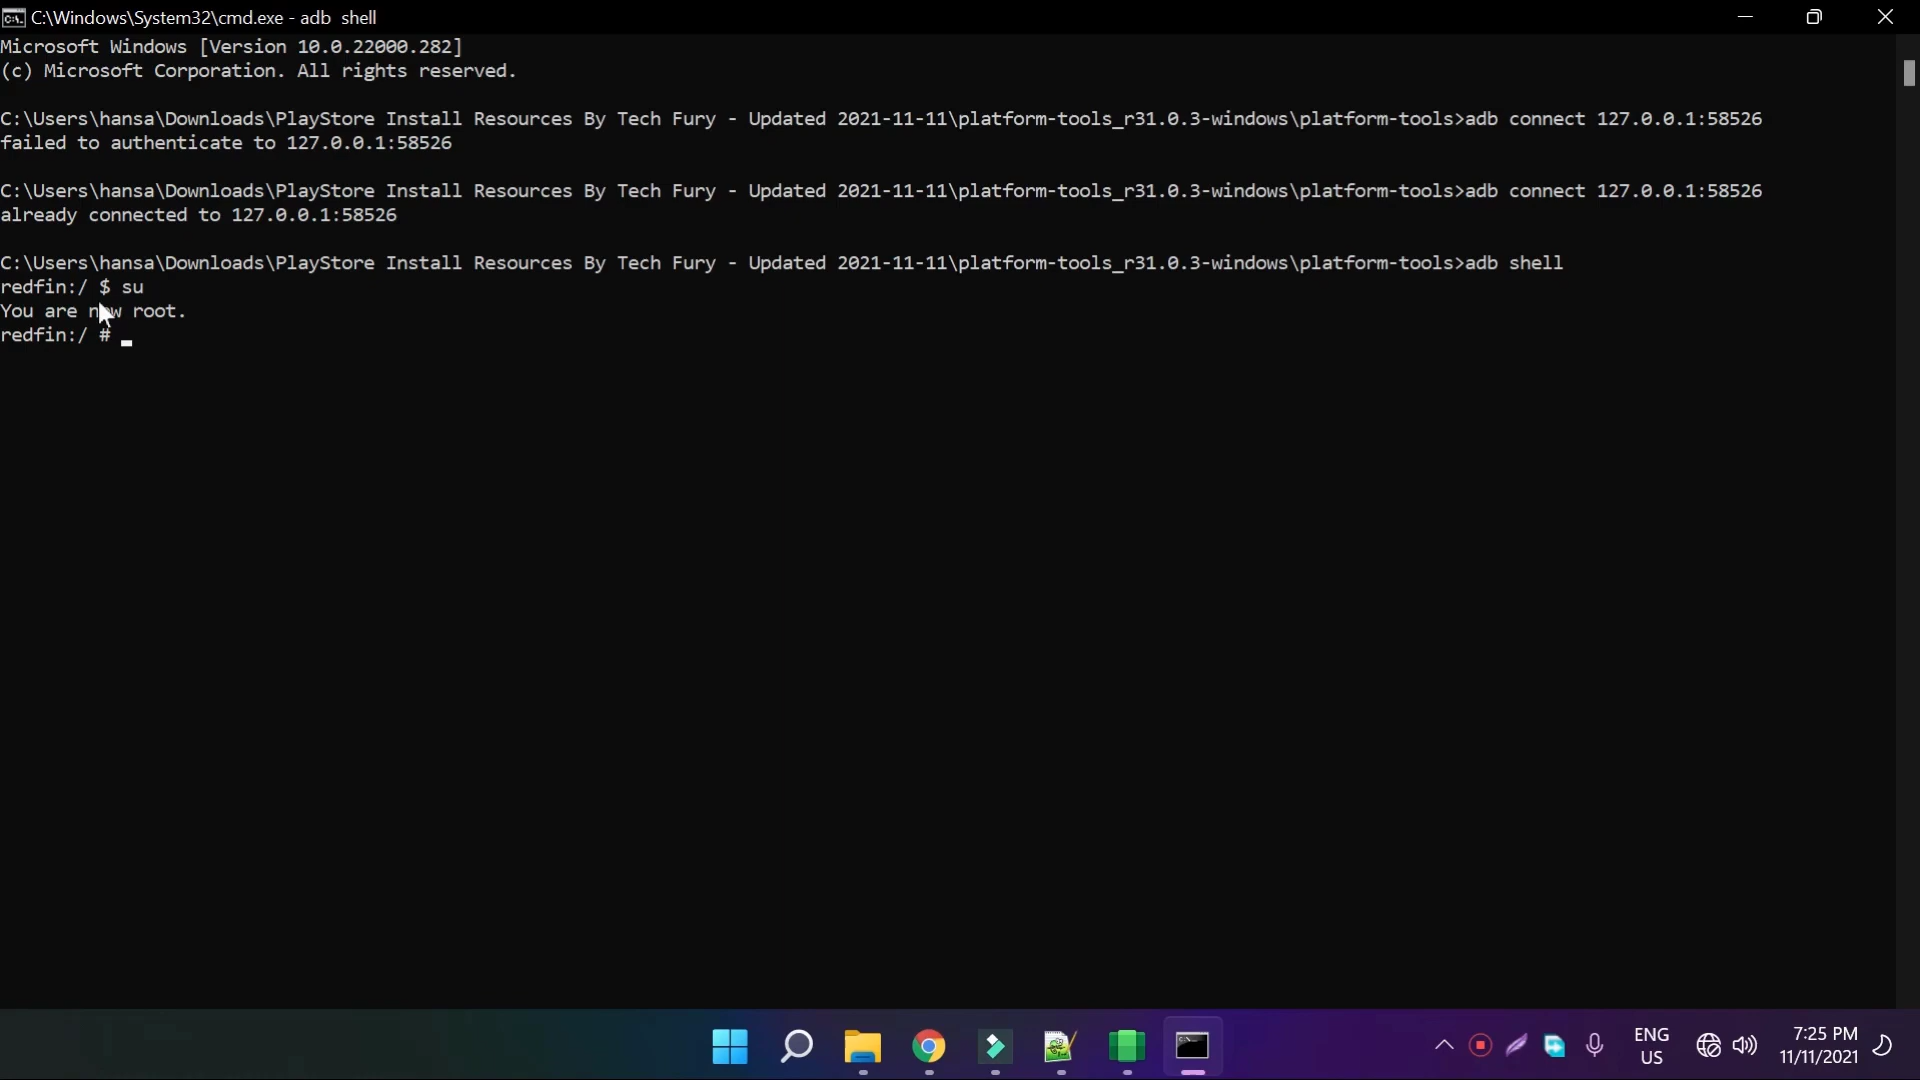 C:\Windows\System32\cmd.exe - adb  shell
Microsoft Windows [Version 10.0.22000.282]
(c) Microsoft Corporation. All rights reserved.
C:\Users\hansa\Downloads\PlayStore Install Resources By Tech Fury - Updated 2021-11-11\platform-tools_r31.0.3-windows\platform-tools>adb connect 127.0.0.1:58526
failed to authenticate to 127.0.0.1:58526
C:\Users\hansa\Downloads\PlayStore Install Resources By Tech Fury - Updated 2021-11-11\platform-tools_r31.0.3-windows\platform-tools>adb connect 127.0.0.1:58526
already connected to 127.0.0.1:58526
C:\Users\hansa\Downloads\PlayStore Install Resources By Tech Fury - Updated 2021-11-11\platform-tools_r31.0.3-windows\platform-tools>adb shell
redfin:/ $ su
You are now root.
redfin:/ #
ENG
US
7:25 PM
11/11/2021